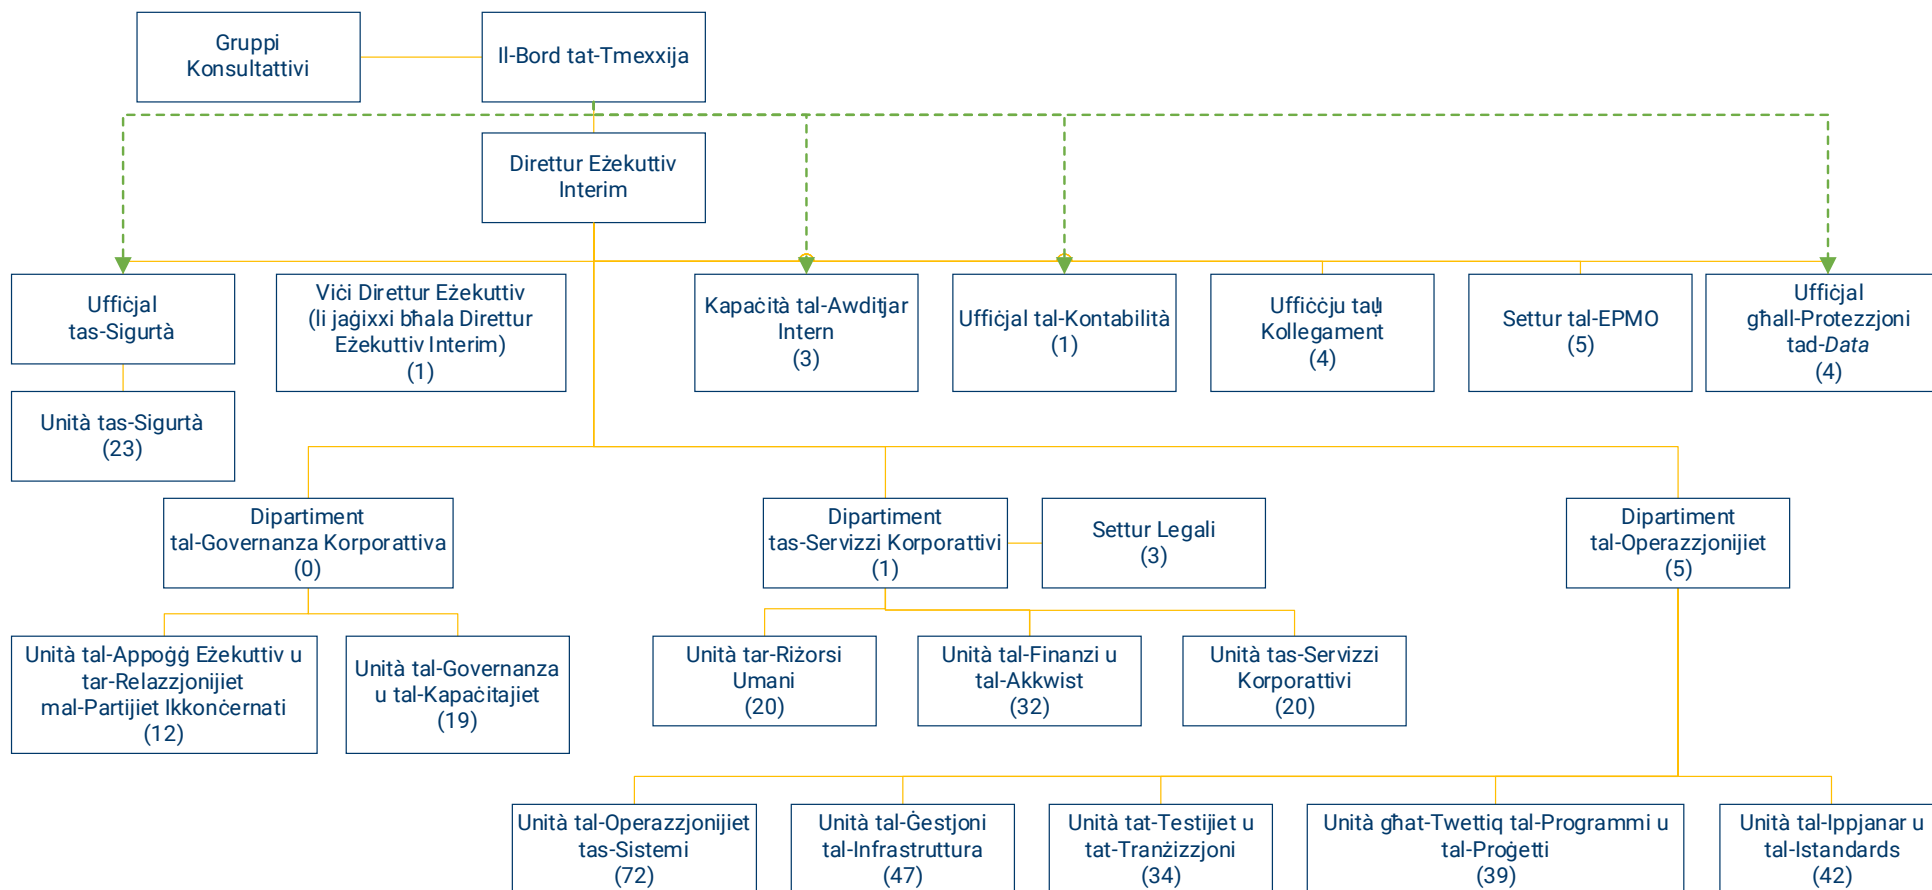 Gruppi
Konsultattivi
Il-Bord tat-Tmexxija
Direttur Eżekuttiv
Interim
Uffiċjal
tas-Sigurtà
Viċi Direttur Eżekuttiv
(li jaġixxi bħala Direttur
Eżekuttiv Interim)
(1)
Kapaċità tal-Awditjar
Intern
(3)
Uffiċjal tal-Kontabilità
(1)
Uffiċċju taψ
Kollegament
(4)
Settur tal-EPMO
(5)
Uffiċjal
għall-Protezzjoni
tad-Data
(4)
Unità tas-Sigurtà
(23)
Dipartiment
tal-Governanza Korporattiva
(0)
Dipartiment
tas-Servizzi Korporattivi
(1)
Settur Legali
(3)
Dipartiment
tal-Operazzjonijiet
(5)
Unità tal-Appoġġ Eżekuttiv u
tar-Relazzjonijiet
mal-Partijiet Ikkonċernati
(12)
Unità tal-Governanza
u tal-Kapaċitajiet
(19)
Unità tar-Riżorsi
Umani
(20)
Unità tal-Finanzi u
tal-Akkwist
(32)
Unità tas-Servizzi
Korporattivi
(20)
Unità tal-Operazzjonijiet
tas-Sistemi
(72)
Unità tal-Ġestjoni
tal-Infrastruttura
(47)
Unità tat-Testijiet u
tat-Tranżizzjoni
(34)
Unità għat-Twettiq tal-Programmi u
tal-Proġetti
(39)
Unità tal-Ippjanar u
tal-Istandards
(42)